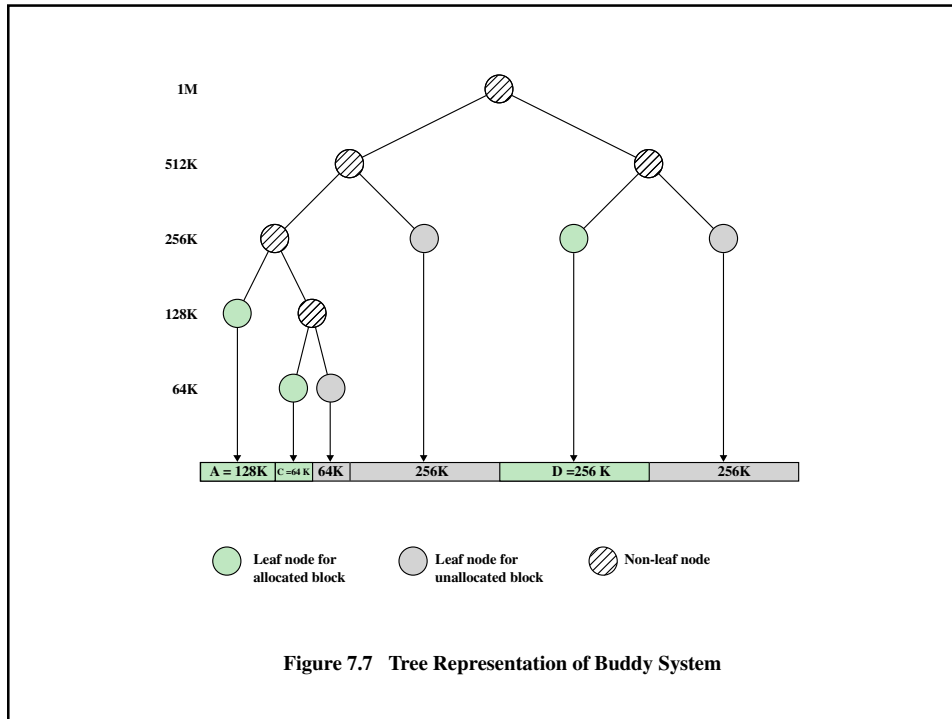 1M
512K
256K
128K
64K
A = 128K
C =64 K
64K
256K
D =256 K
256K
Leaf node for
allocated block
Leaf node for
unallocated block
Non-leaf node
Figure 7.7 Tree Representation of Buddy System